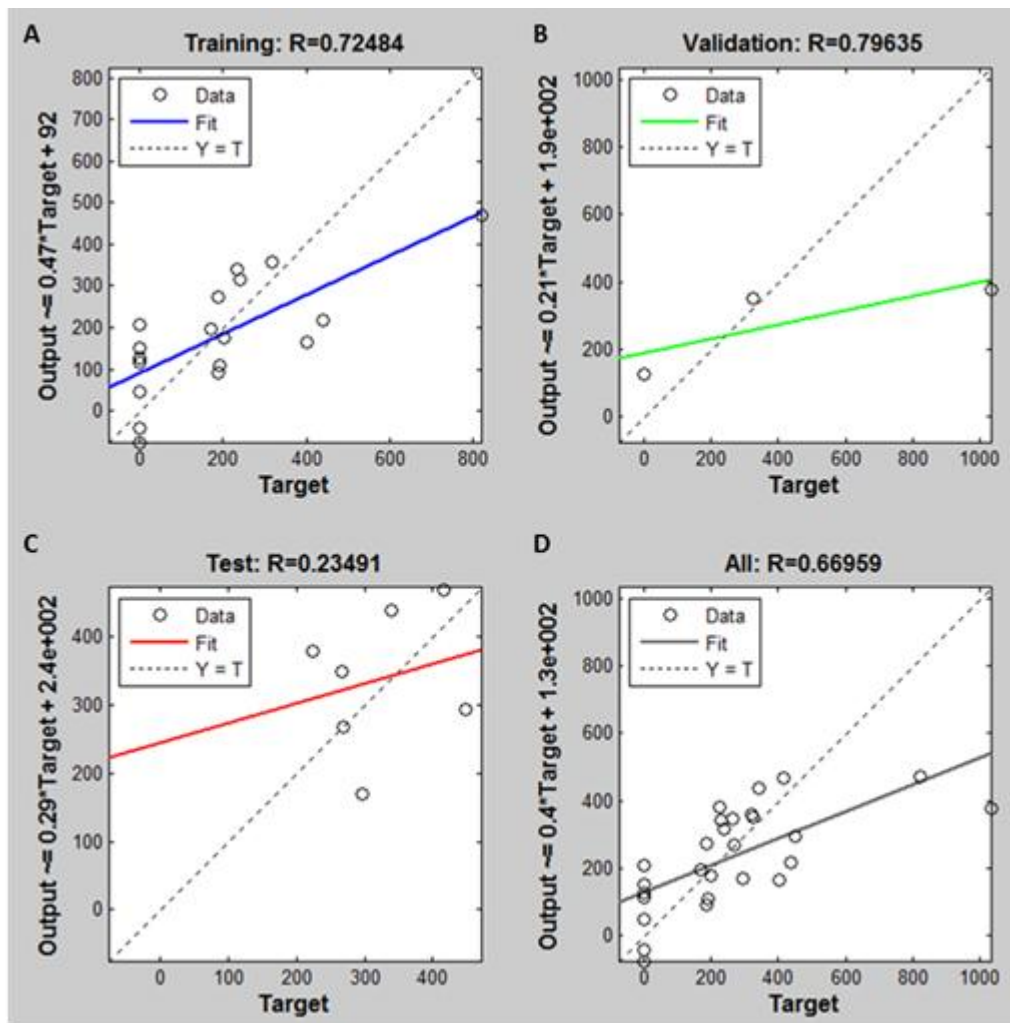 A
Training: R=0.72484
Output ~= 0.47*Target + 92
Data
Fit
Y = T
800
700
600
500
400
300
200
100
0
0 200 400 600 800
Target
B
Validation: R=0.79635
Output ~= 0.21*Target + 1.9e+002
Data
Fit
Y = T
1000
800
600
400
200
0
0 200 400 600 800 1000
Target
C
Test: R=0.23491
Output ~= 0.29*Target + 2.4e+002
Data
Fit
Y = T
400
300
200
100
0
0 100 200 300 400
Target
D
All: R=0.66959
Output ~= 0.4*Target + 1.3e+002
Data
Fit
Y = T
1000
800
600
400
200
0
0 200 400 600 800 1000
Target